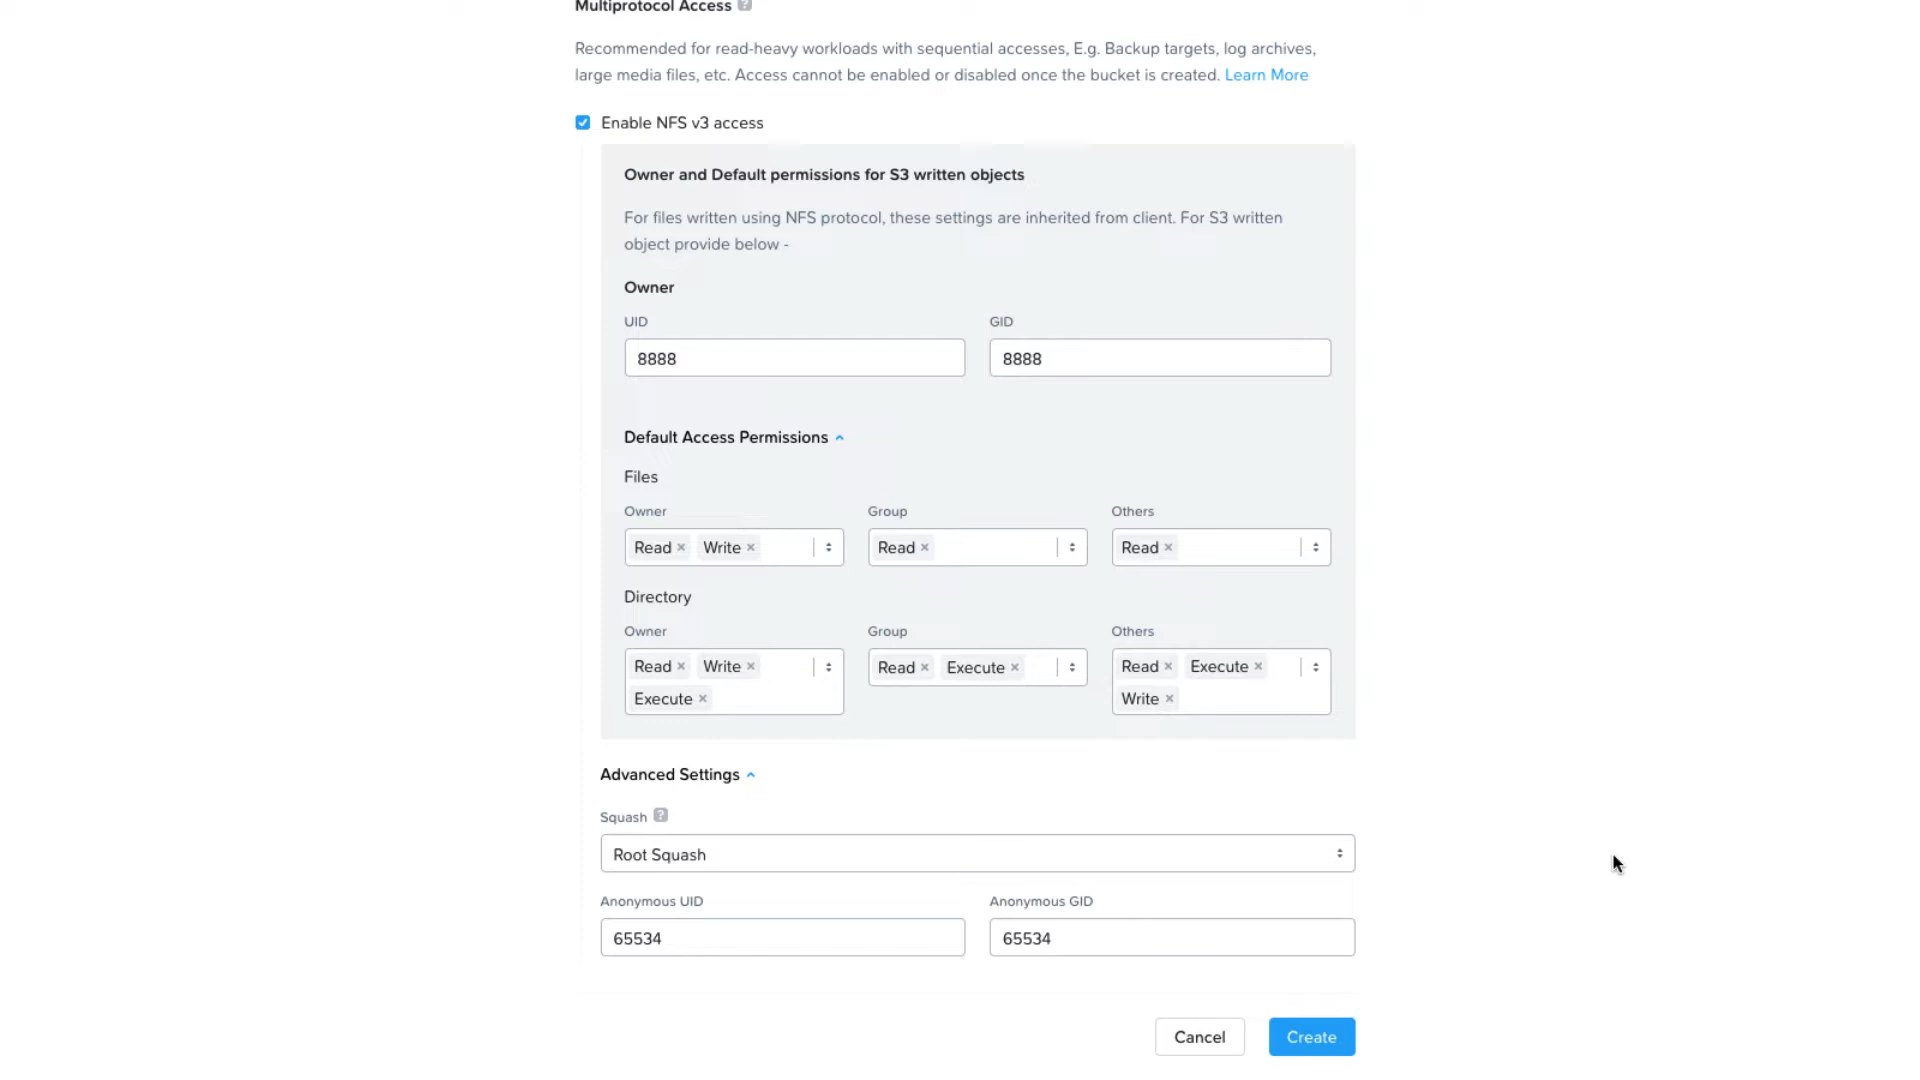 Multiprotocol Access ?
Recommended for read-heavy workloads with sequential accesses, E.g. Backup targets, log archives,
large media files, etc. Access cannot be enabled or disabled once the bucket is created. Learn More
Enable NFS v3 access
Owner and Default permissions for S3 written objects
For files written using NFS protocol, these settings are inherited from client. For S3 written
object provide below -
Owner
UID GID
8888 8888
Default Access Permissions
Files
Owner Group Others
Read × Write × Read × Read ×
Directory
Owner Group Others
Read × Write × Read × Execute × Read × Execute ×
Execute × Write ×
Advanced Settings
Squash ?
Root Squash
Anonymous UID Anonymous GID
65534 65534
Cancel Create